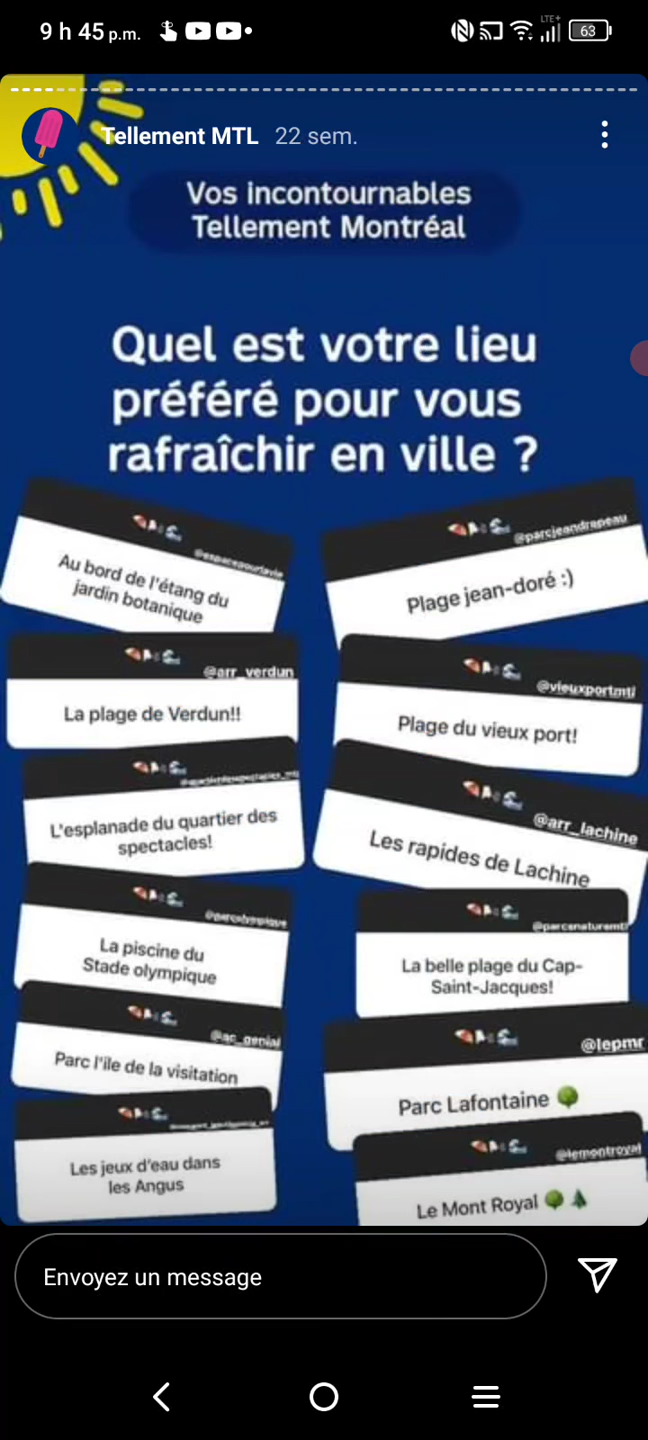 9 h 45 p.m.
LTE+
63
Tellement MTL 22 sem.
Vos incontournables
Tellement Montréal
Quel est votre lieu
préféré pour vous
rafraîchir en ville ?
@espacepourlavie
Au bord de l'étang du
jardin botanique
@parcjeandrapeau
Plage jean-doré :)
@arr_verdun
La plage de Verdun!!
@vieuxportmtl
Plage du vieux port!
L'esplanade du quartier des
spectacles!
@arr_lachine
Les rapides de Lachine
@parcolympique
La piscine du
Stade olympique
@parcsnaturemtl
La belle plage du Cap-
Saint-Jacques!
@ac_genial
Parc l'ile de la visitation
@lepmr
Parc Lafontaine 🌳
Les jeux d'eau dans
les Angus
@lemontroyal
Le Mont Royal 🌳🌲
Envoyez un message